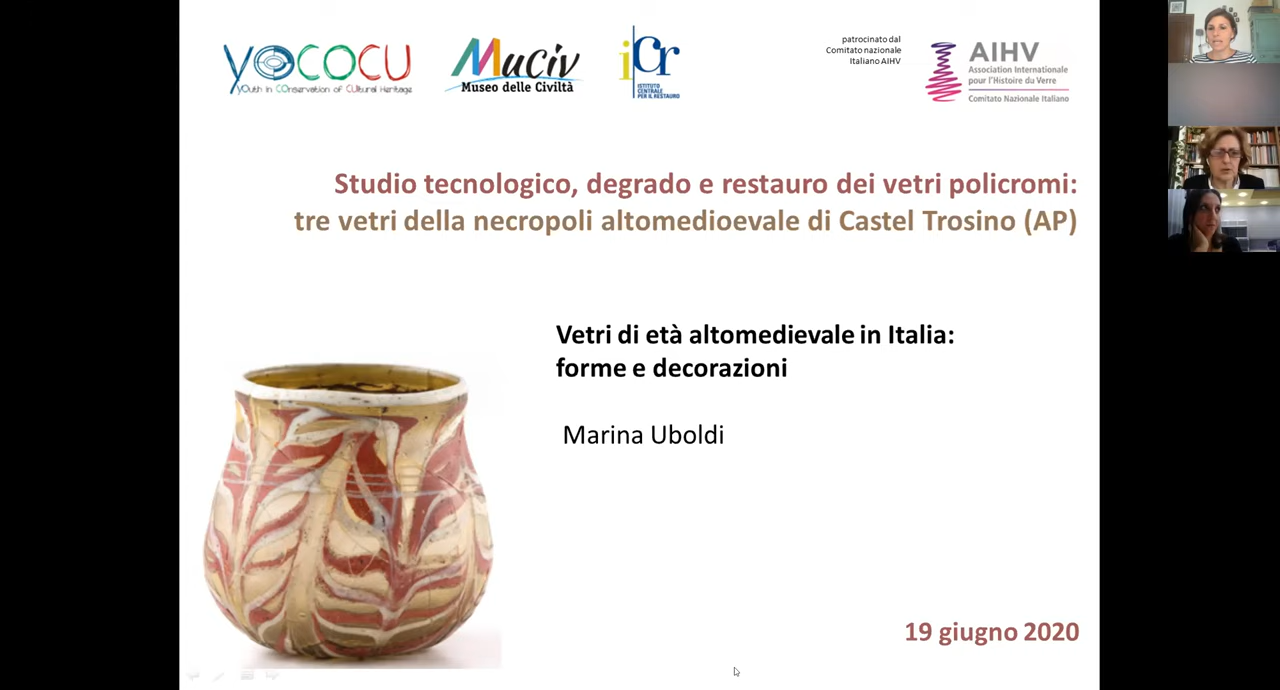 YOCOCU
yOuth in COnservation of CUltural Heritage
MuCiv
Museo delle Civiltà
iCr
ISTITUTO
CENTRALE
PER IL RESTAURO
patrocinato dal
Comitato nazionale
Italiano AIHV
AIHV
Association Internationale
pour l'Histoire du Verre
Comitato Nazionale Italiano
Studio tecnologico, degrado e restauro dei vetri policromi:
tre vetri della necropoli altomedioevale di Castel Trosino (AP)
Vetri di età altomedievale in Italia:
forme e decorazioni
Marina Uboldi
19 giugno 2020